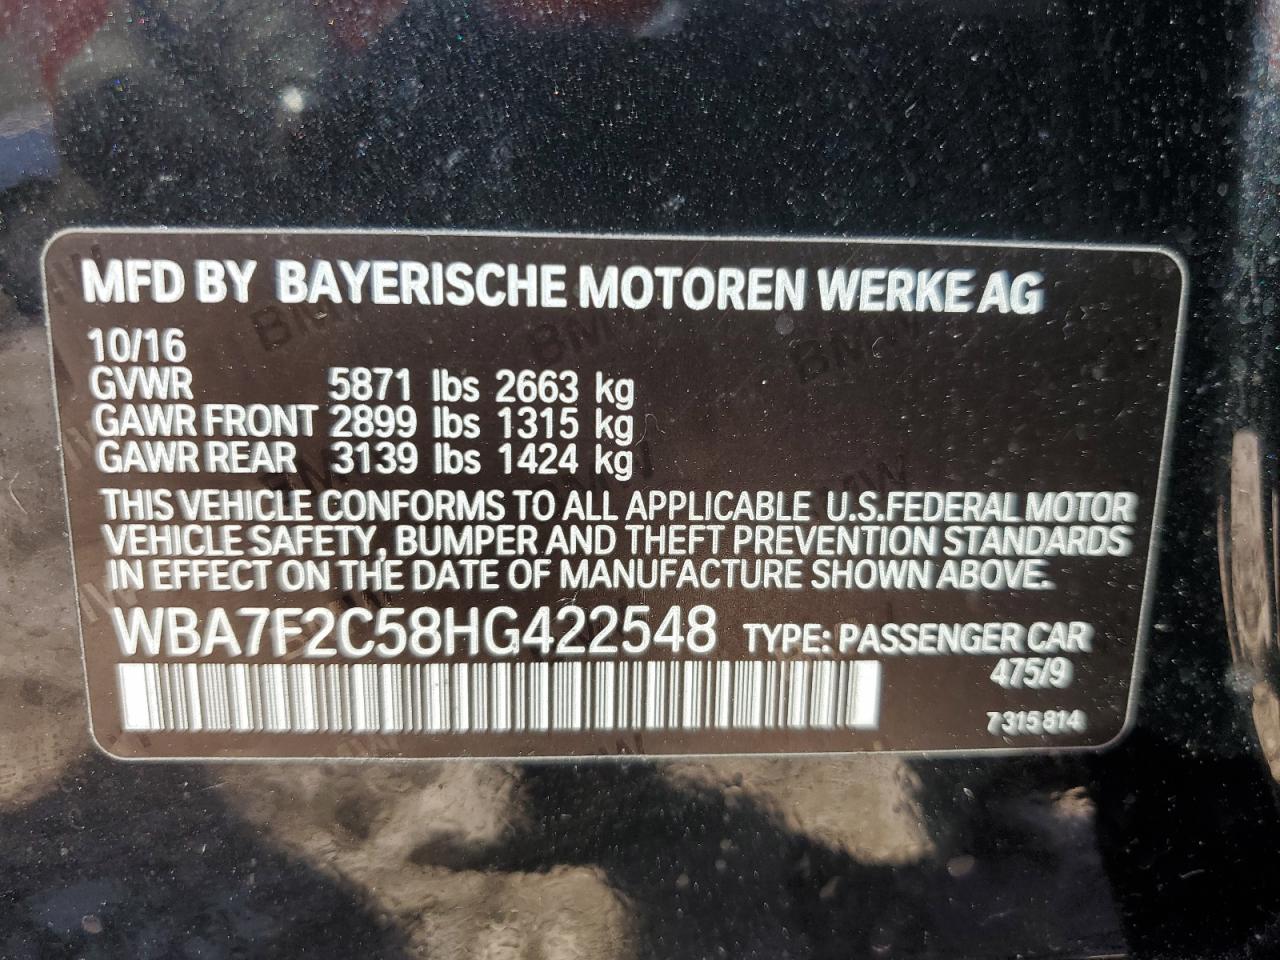 MFD BY BAYERISCHE MOTOREN WERKE AG
10/16
GVWR 5871 lbs 2663 kg
GAWR FRONT 2899 lbs 1315 kg
GAWR REAR 3139 lbs 1424 kg
THIS VEHICLE CONFORMS TO ALL APPLICABLE U.S.FEDERAL MOTOR
VEHICLE SAFETY, BUMPER AND THEFT PREVENTION STANDARDS
IN EFFECT ON THE DATE OF MANUFACTURE SHOWN ABOVE.
WBA7F2C58HG422548 TYPE: PASSENGER CAR
475/9
7 315 814